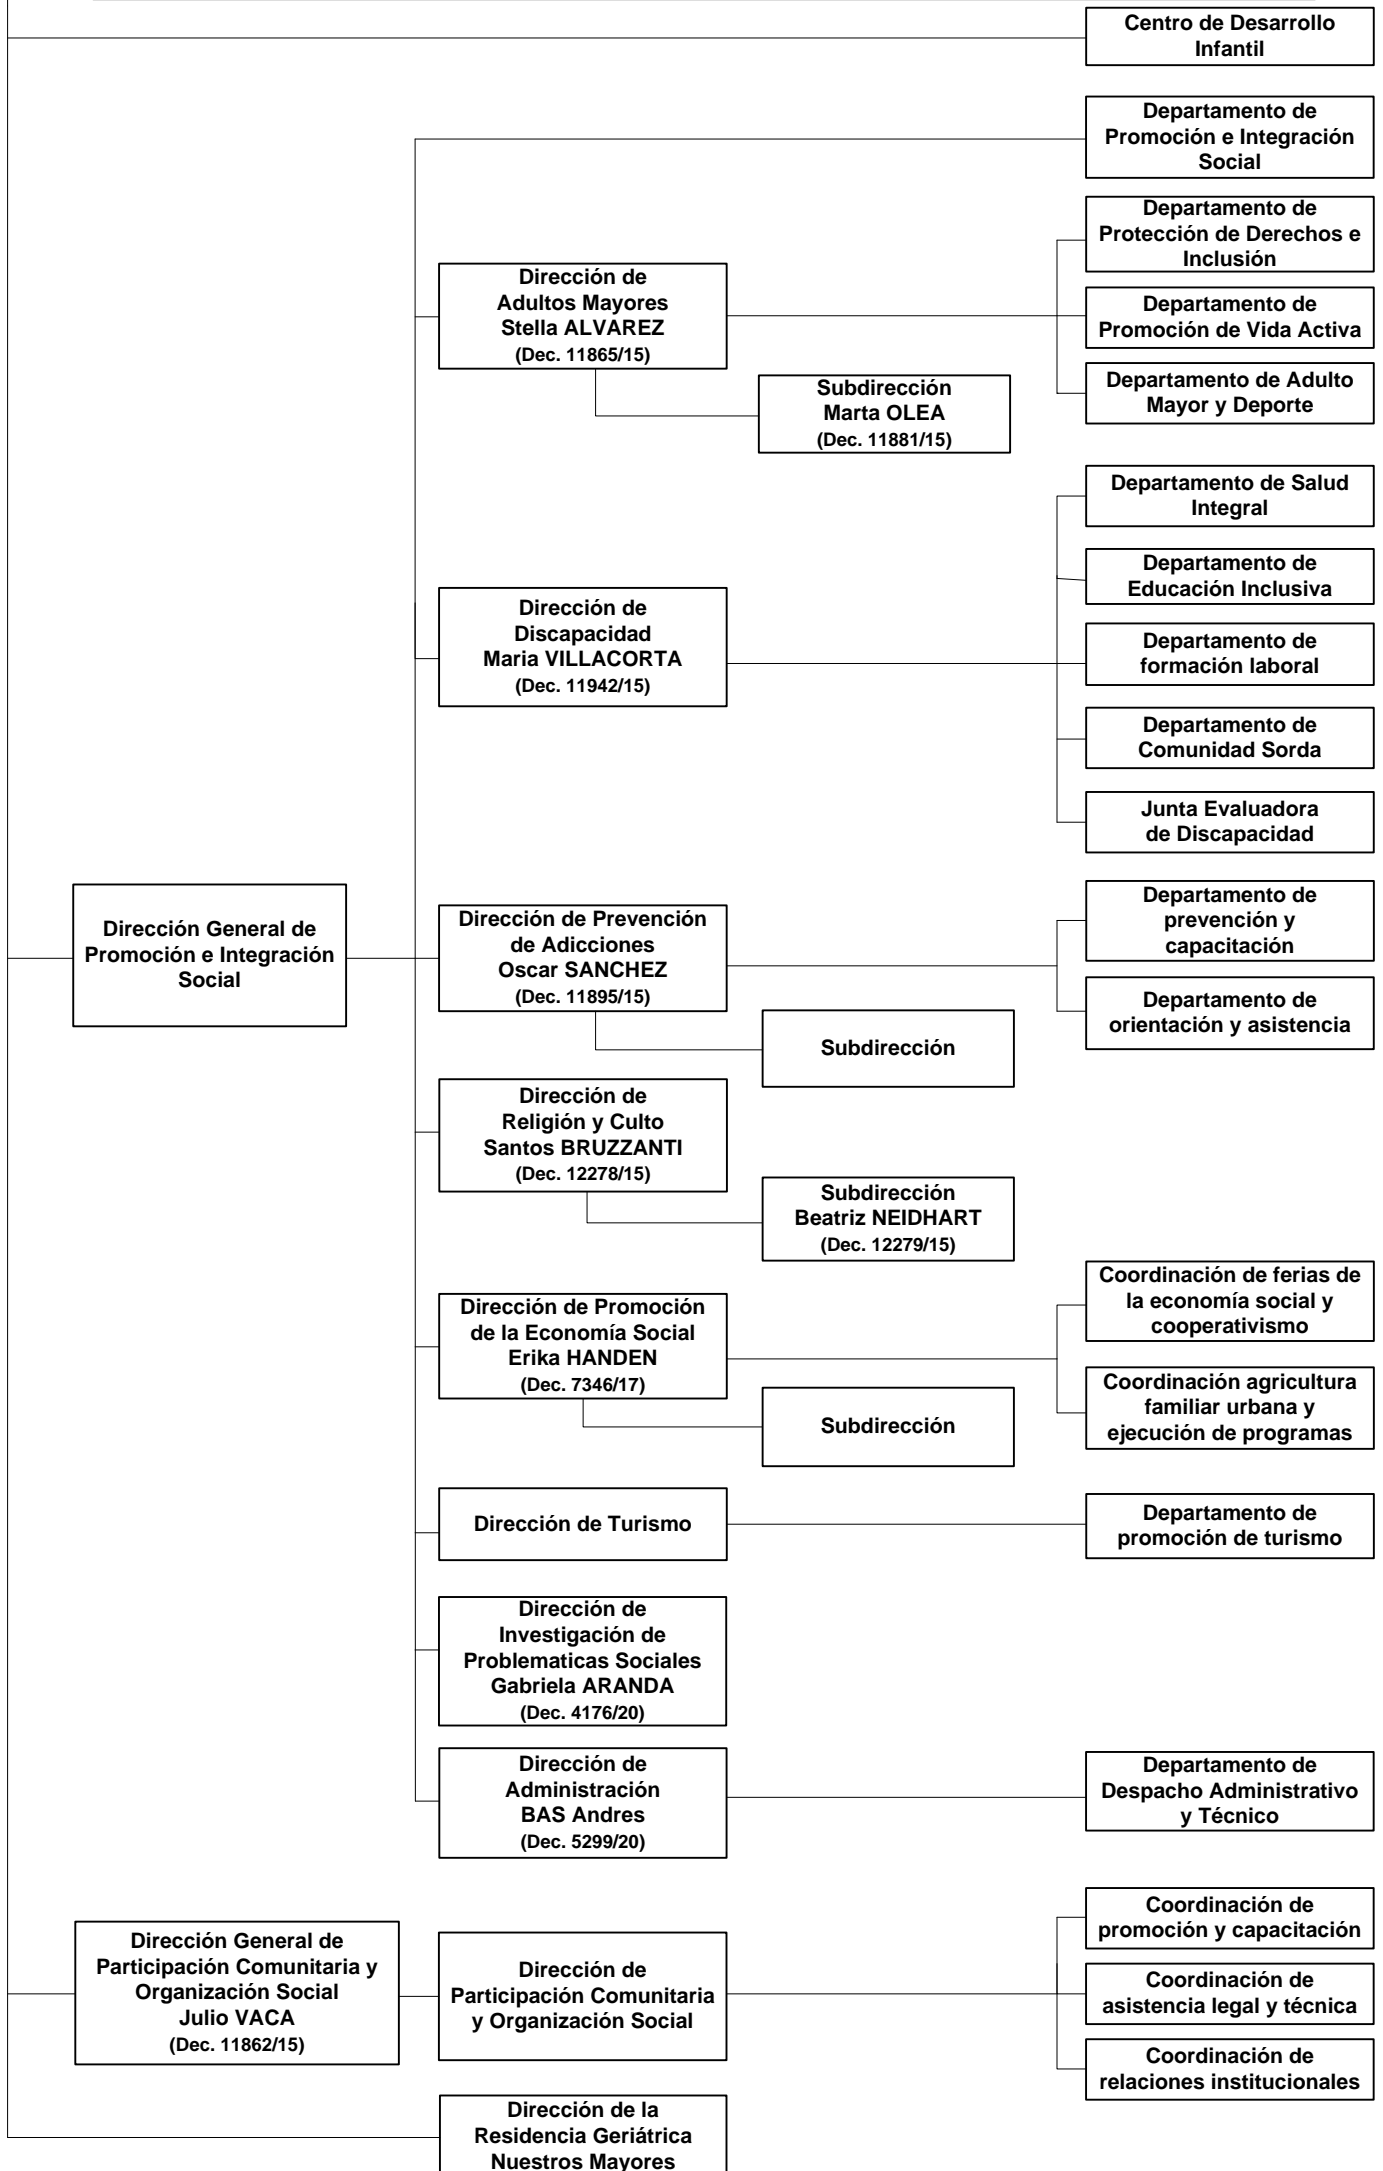 Centro de Desarrollo
Infantil
Departamento de
Promoción e Integración
Social
Departamento de
Protección de Derechos e
Inclusión
Dirección de
Adultos Mayores
Stella ALVAREZ
(Dec. 11865/15)
Departamento de
Promoción de Vida Activa
Departamento de Adulto
Mayor y Deporte
Subdirección
Marta OLEA
(Dec. 11881/15)
Departamento de Salud
Integral
Departamento de
Educación Inclusiva
Dirección de
Discapacidad
Maria VILLACORTA
(Dec. 11942/15)
Departamento de
formación laboral
Departamento de
Comunidad Sorda
Junta Evaluadora
de Discapacidad
Dirección General de
Promoción e Integración
Social
Dirección de Prevención
de Adicciones
Oscar SANCHEZ
(Dec. 11895/15)
Departamento de
prevención y
capacitación
Departamento de
orientación y asistencia
Subdirección
Dirección de
Religión y Culto
Santos BRUZZANTI
(Dec. 12278/15)
Subdirección
Beatriz NEIDHART
(Dec. 12279/15)
Dirección de Promoción
de la Economía Social
Erika HANDEN
(Dec. 7346/17)
Coordinación de ferias de
la economía social y
cooperativismo
Coordinación agricultura
familiar urbana y
ejecución de programas
Subdirección
Dirección de Turismo
Departamento de
promoción de turismo
Dirección de
Investigación de
Problematicas Sociales
Gabriela ARANDA
(Dec. 4176/20)
Dirección de
Administración
BAS Andres
(Dec. 5299/20)
Departamento de
Despacho Administrativo
y Técnico
Dirección General de
Participación Comunitaria y
Organización Social
Julio VACA
(Dec. 11862/15)
Dirección de
Participación Comunitaria
y Organización Social
Coordinación de
promoción y capacitación
Coordinación de
asistencia legal y técnica
Coordinación de
relaciones institucionales
Dirección de la
Residencia Geriátrica
Nuestros Mayores